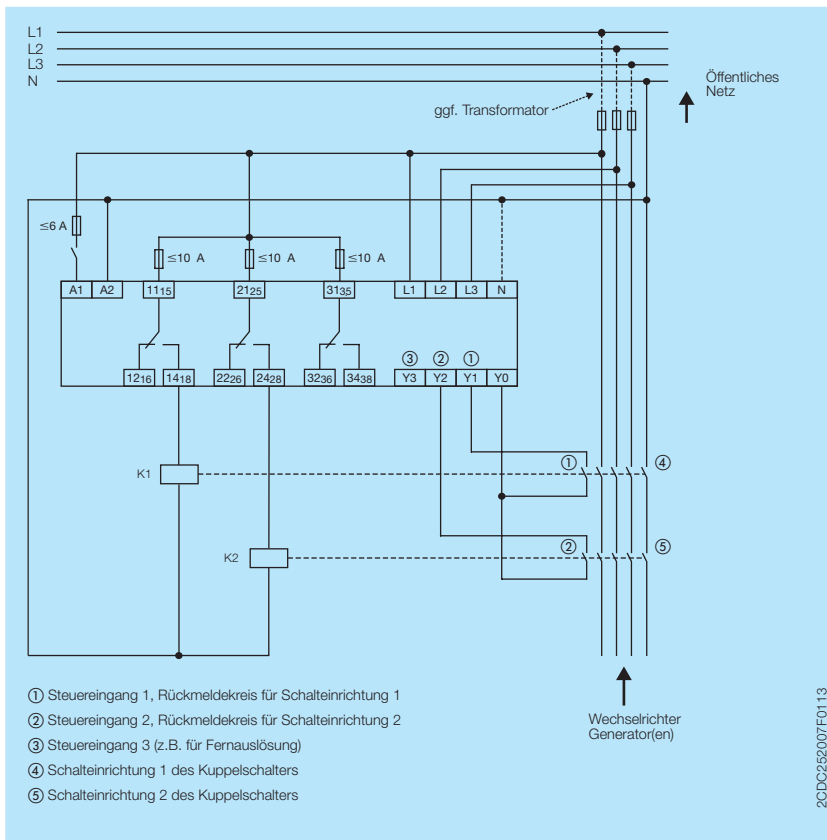 L1
L2
L3
N
Öffentliches
Netz
ggf. Transformator
≤6 A
≤10 A
≤10 A
≤10 A
A1 A2 1115 2125 3135 L1 L2 L3 N
③ ② ①
1216 1418 2226 2428 3236 3438 Y3 Y2 Y1 Y0
K1 ① ④
K2 ② ⑤
① Steuereingang 1, Rückmeldekreis für Schalteinrichtung 1
② Steuereingang 2, Rückmeldekreis für Schalteinrichtung 2
③ Steuereingang 3 (z.B. für Fernauslösung)
④ Schalteinrichtung 1 des Kuppelschalters
⑤ Schalteinrichtung 2 des Kuppelschalters
Wechselrichter
Generator(en)
2CDC252007F0113